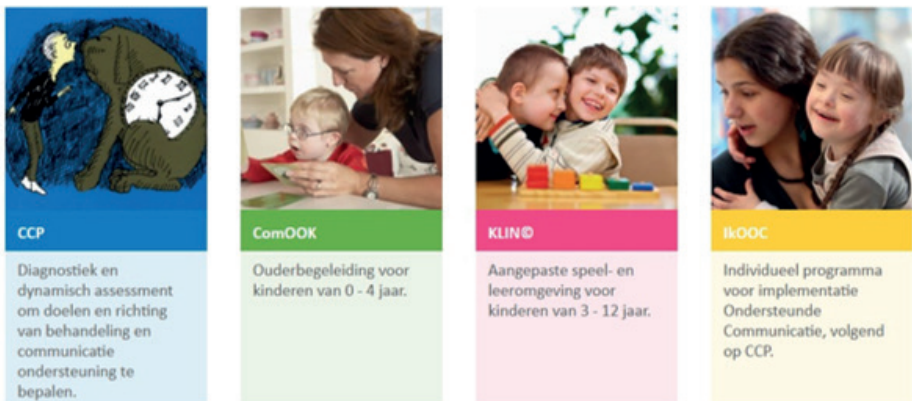 CCP
Diagnostiek en
dynamisch assessment
om doelen en richting
van behandeling en
communicatie
ondersteuning te
bepalen.
ComOOK
Ouderbegeleiding voor
kinderen van 0 - 4 jaar.
KLIN©
Aangepaste speel- en
leeromgeving voor
kinderen van 3 - 12 jaar.
IkOOC
Individueel programma
voor implementatie
Ondersteunde
Communicatie, volgend
op CCP.